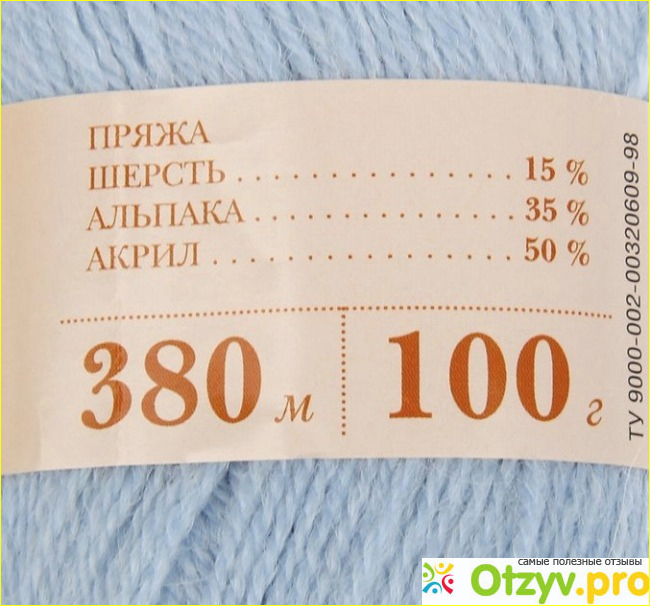 ПРЯЖА
ШЕРСТЬ ................. 15 %
АЛЬПАКА ................ 35 %
АКРИЛ .................. 50 %
380 м
100 г
ТУ 9000-002-00320609-98
самые полезные отзывы
Otzyv.pro